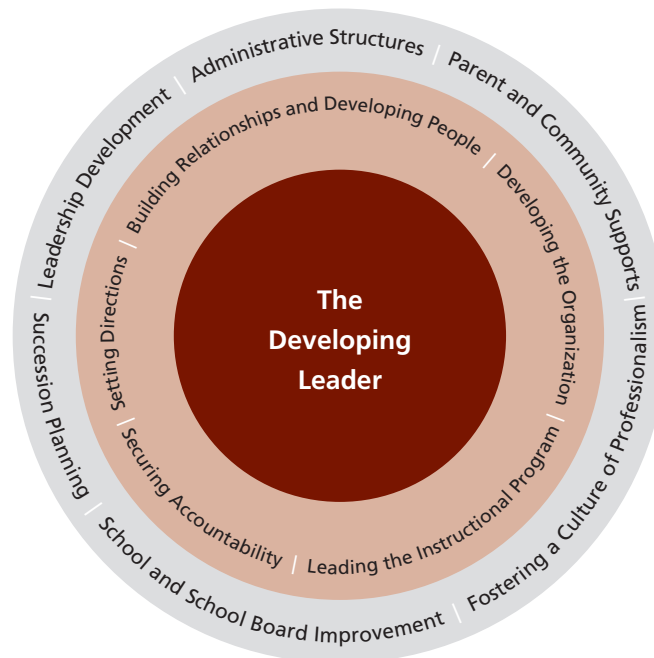 Administrative Structures
Parent and Community Supports
Fostering a Culture of Professionalism
School and School Board Improvement
Succession Planning
Leadership Development
Building Relationships and Developing People
Developing the Organization
Leading the Instructional Program
Securing Accountability
Setting Directions
The
Developing
Leader